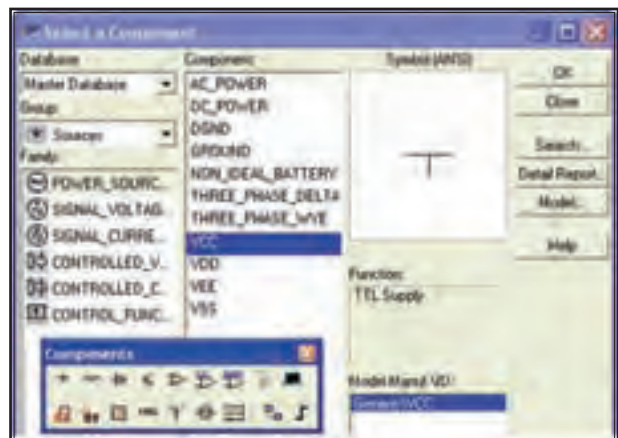 Select a Component
Database
Master Database
Group
Sources
Family
POWER_SOURC...
SIGNAL_VOLTAG...
SIGNAL_CURRE...
CONTROLLED_V...
CONTROLLED_C...
CONTROL_FUNC...
Component
AC_POWER
DC_POWER
DGND
GROUND
NON_IDEAL_BATTERY
THREE_PHASE_DELTA
THREE_PHASE_WYE
VCC
VDD
VEE
VSS
Symbol (ANSI)
Function
TTL Supply
Model Manuf.\ID
Generic\VCC
OK
Close
Search...
Detail Report...
Model...
Help
Components